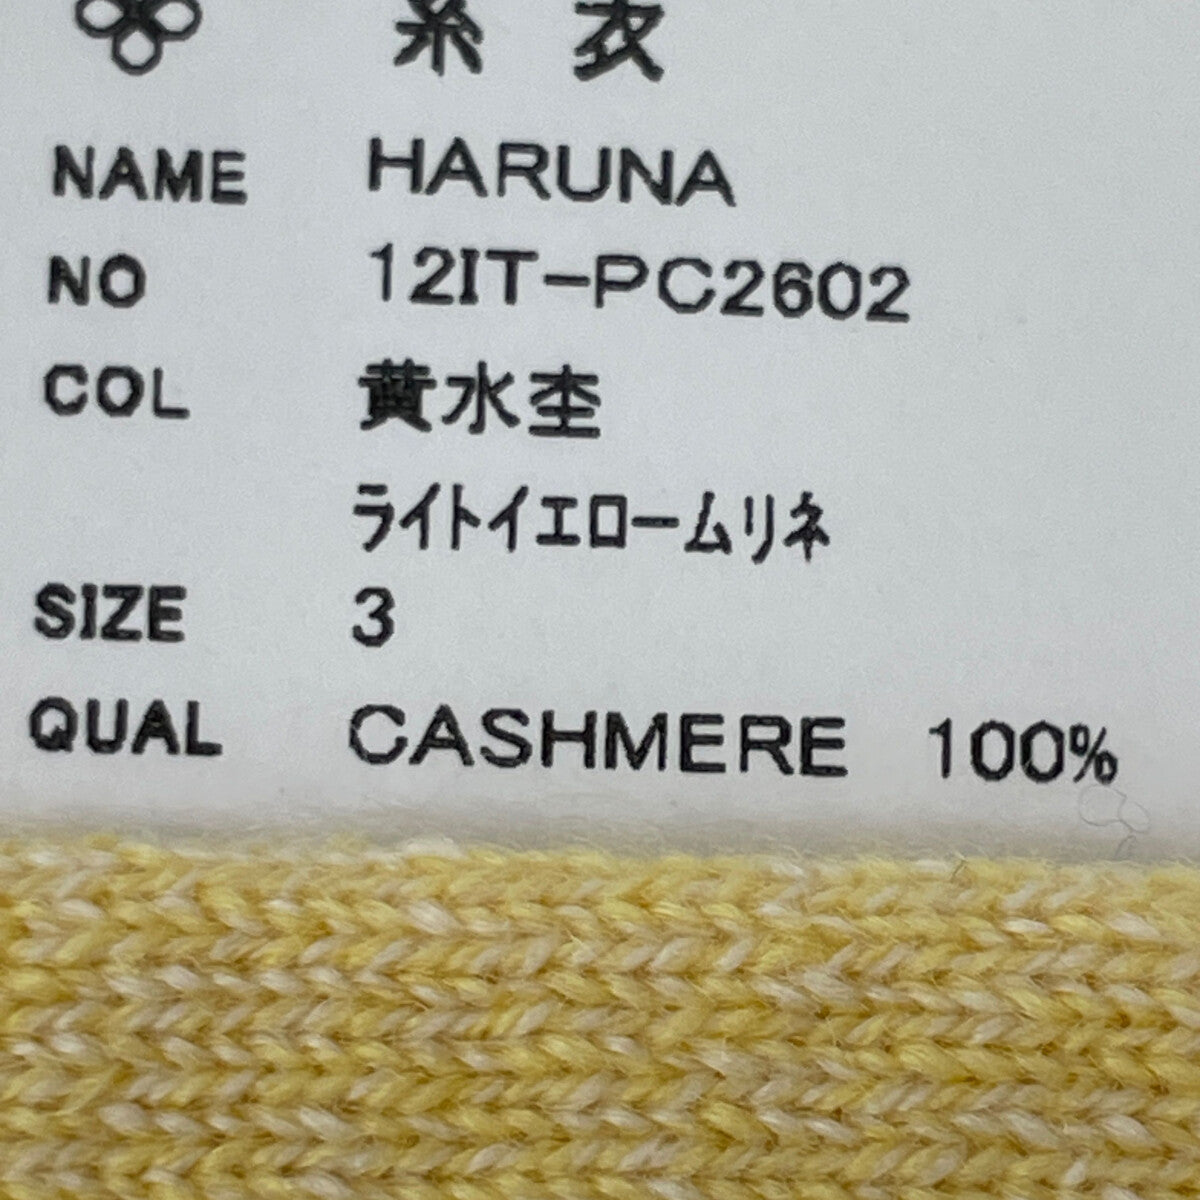 糸衣
NAME HARUNA
NO 12IT-PC2602
COL 黄水杢
ライトイエロームリネ
SIZE 3
QUAL CASHMERE 100%